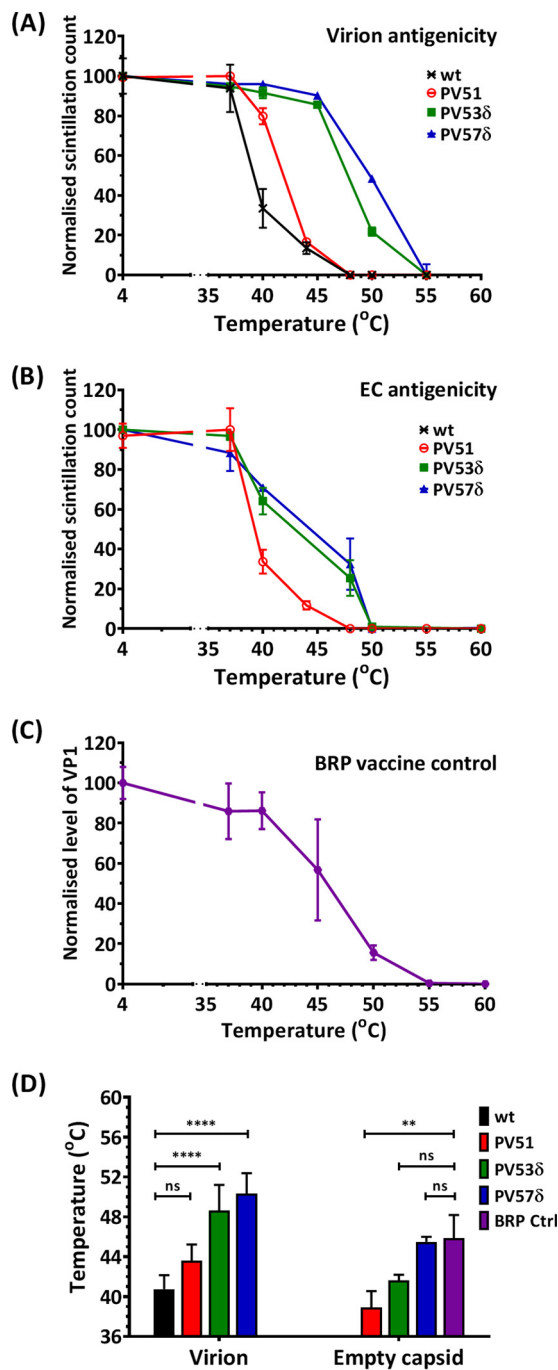 (A)
Virion antigenicity
wt
PV51
PV53δ
PV57δ
Normalised scintillation count
120
100
80
60
40
20
0
4 35 40 45 50 55 60
Temperature (°C)
(B)
EC antigenicity
wt
PV51
PV53δ
PV57δ
Normalised scintillation count
120
100
80
60
40
20
0
4 35 40 45 50 55 60
Temperature (°C)
(C)
BRP vaccine control
Normalised level of VP1
120
100
80
60
40
20
0
4 35 40 45 50 55 60
Temperature (°C)
(D)
Temperature (°C)
60
56
52
48
44
40
36
****
****
ns
**
ns
ns
wt
PV51
PV53δ
PV57δ
BRP Ctrl
Virion Empty capsid